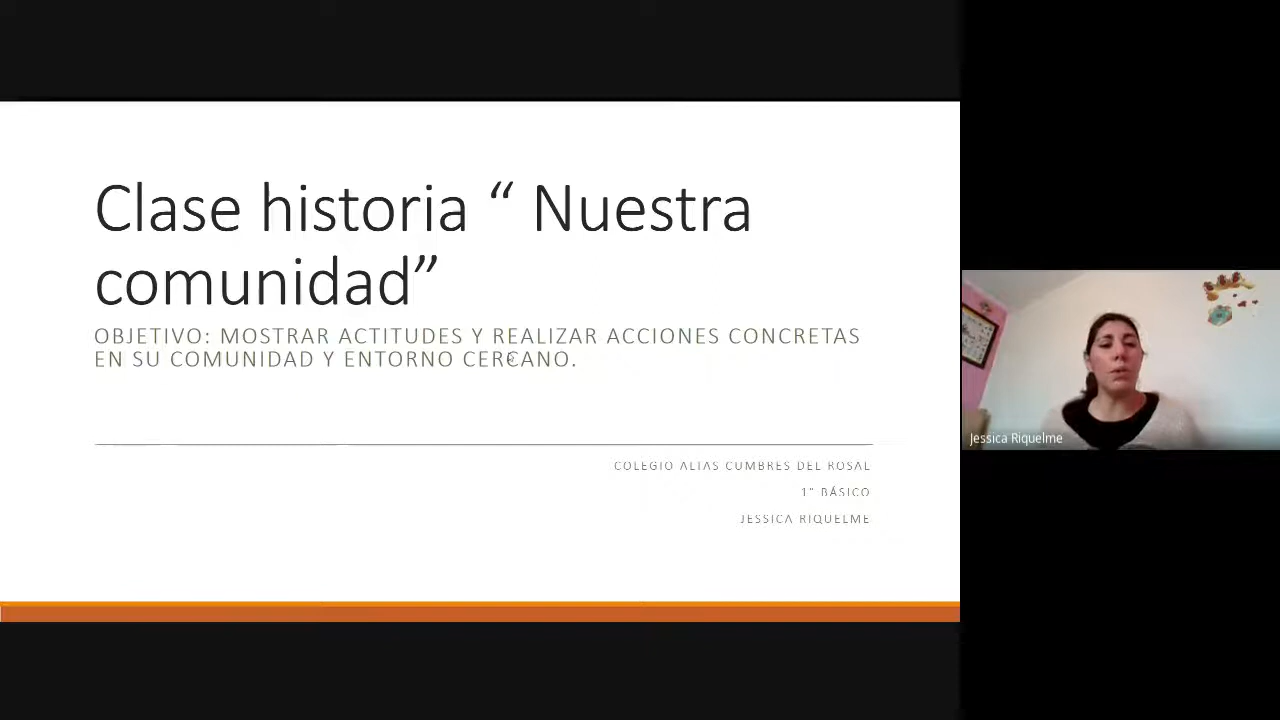 Clase historia “ Nuestra
comunidad”
OBJETIVO: MOSTRAR ACTITUDES Y REALIZAR ACCIONES CONCRETAS
EN SU COMUNIDAD Y ENTORNO CERCANO.
COLEGIO ALTAS CUMBRES DEL ROSAL
1° BÁSICO
JESSICA RIQUELME
Jessica Riquelme